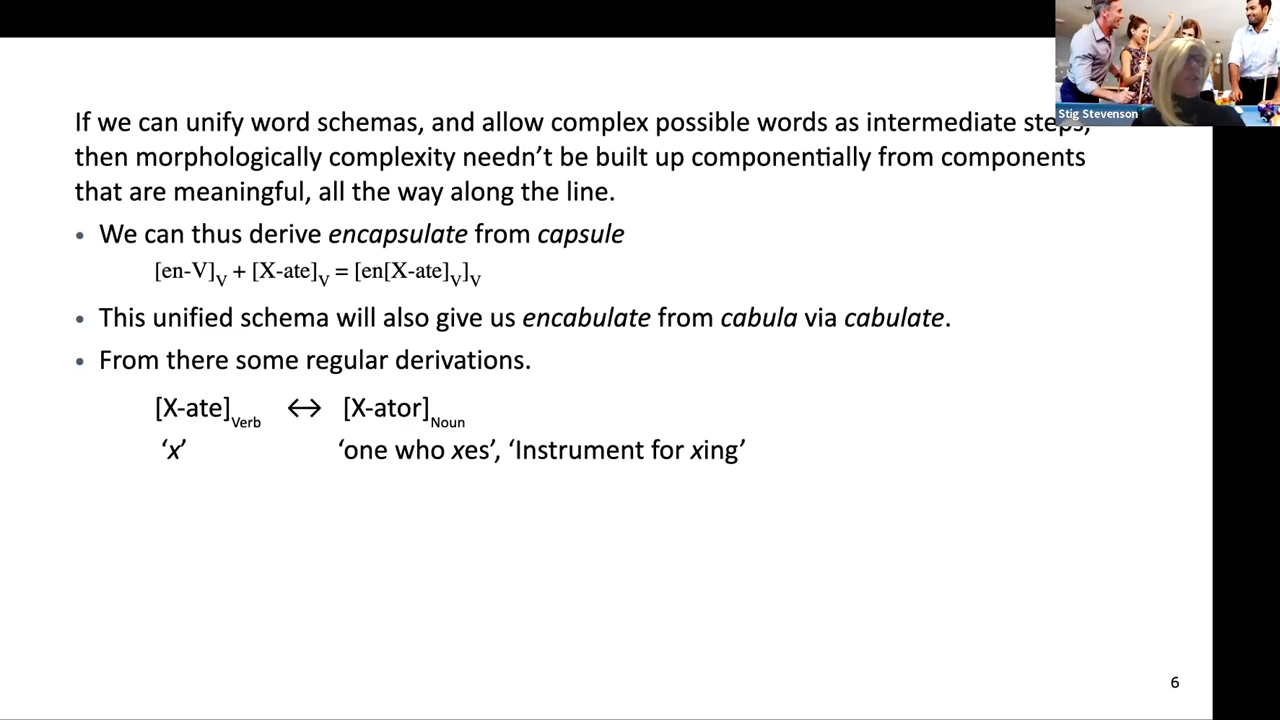 If we can unify word schemas, and allow complex possible words as intermediate steps,
then morphologically complexity needn’t be built up componentially from components
that are meaningful, all the way along the line.
• We can thus derive encapsulate from capsule
[en-V]V + [X-ate]V = [en[X-ate]V]V
• This unified schema will also give us encabulate from cabula via cabulate.
• From there some regular derivations.
[X-ate]Verb ↔ [X-ator]Noun
‘x’ ‘one who xes’, ‘Instrument for xing’
6
Stig Stevenson